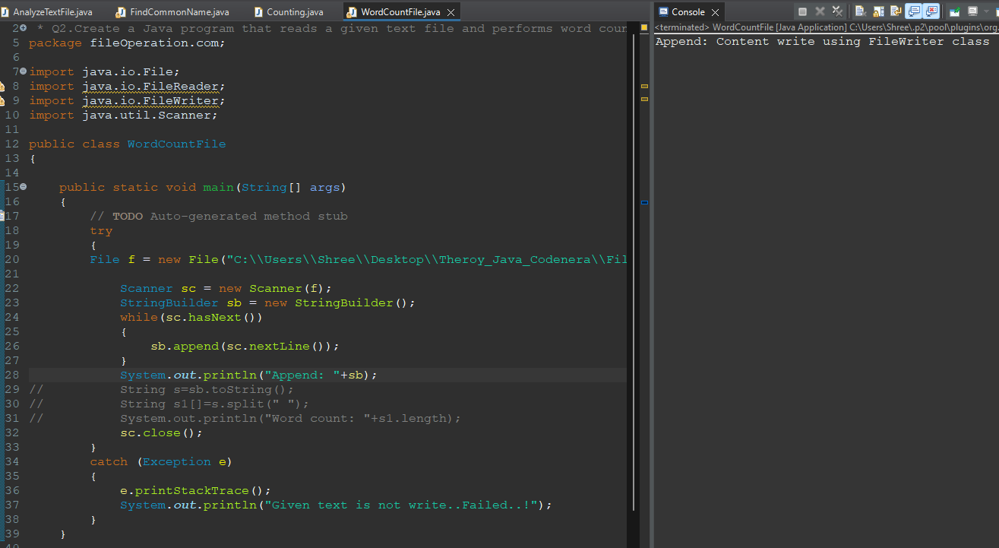 AnalyzeTextFile.java FindCommonName.java Counting.java WordCountFile.java
2 * Q2.Create a Java program that reads a given text file and performs word coun
5 package fileOperation.com;
6
7 import java.io.File;
8 import java.io.FileReader;
9 import java.io.FileWriter;
10 import java.util.Scanner;
11
12 public class WordCountFile
13 {
14
15 public static void main(String[] args)
16 {
17 // TODO Auto-generated method stub
18 try
19 {
20 File f = new File("C:\\Users\\Shree\\Desktop\\Theroy_Java_Codenera\\Fil
21
22 Scanner sc = new Scanner(f);
23 StringBuilder sb = new StringBuilder();
24 while(sc.hasNext())
25 {
26 sb.append(sc.nextLine());
27 }
28 System.out.println("Append: "+sb);
29 // String s=sb.toString();
30 // String s1[]=s.split(" ");
31 // System.out.println("Word count: "+s1.length);
32 sc.close();
33 }
34 catch (Exception e)
35 {
36 e.printStackTrace();
37 System.out.println("Given text is not write..Failed..!");
38 }
39 }
Console
<terminated> WordCountFile [Java Application] C:\Users\Shree\.p2\pool\plugins\org.
Append: Content write using FileWriter class